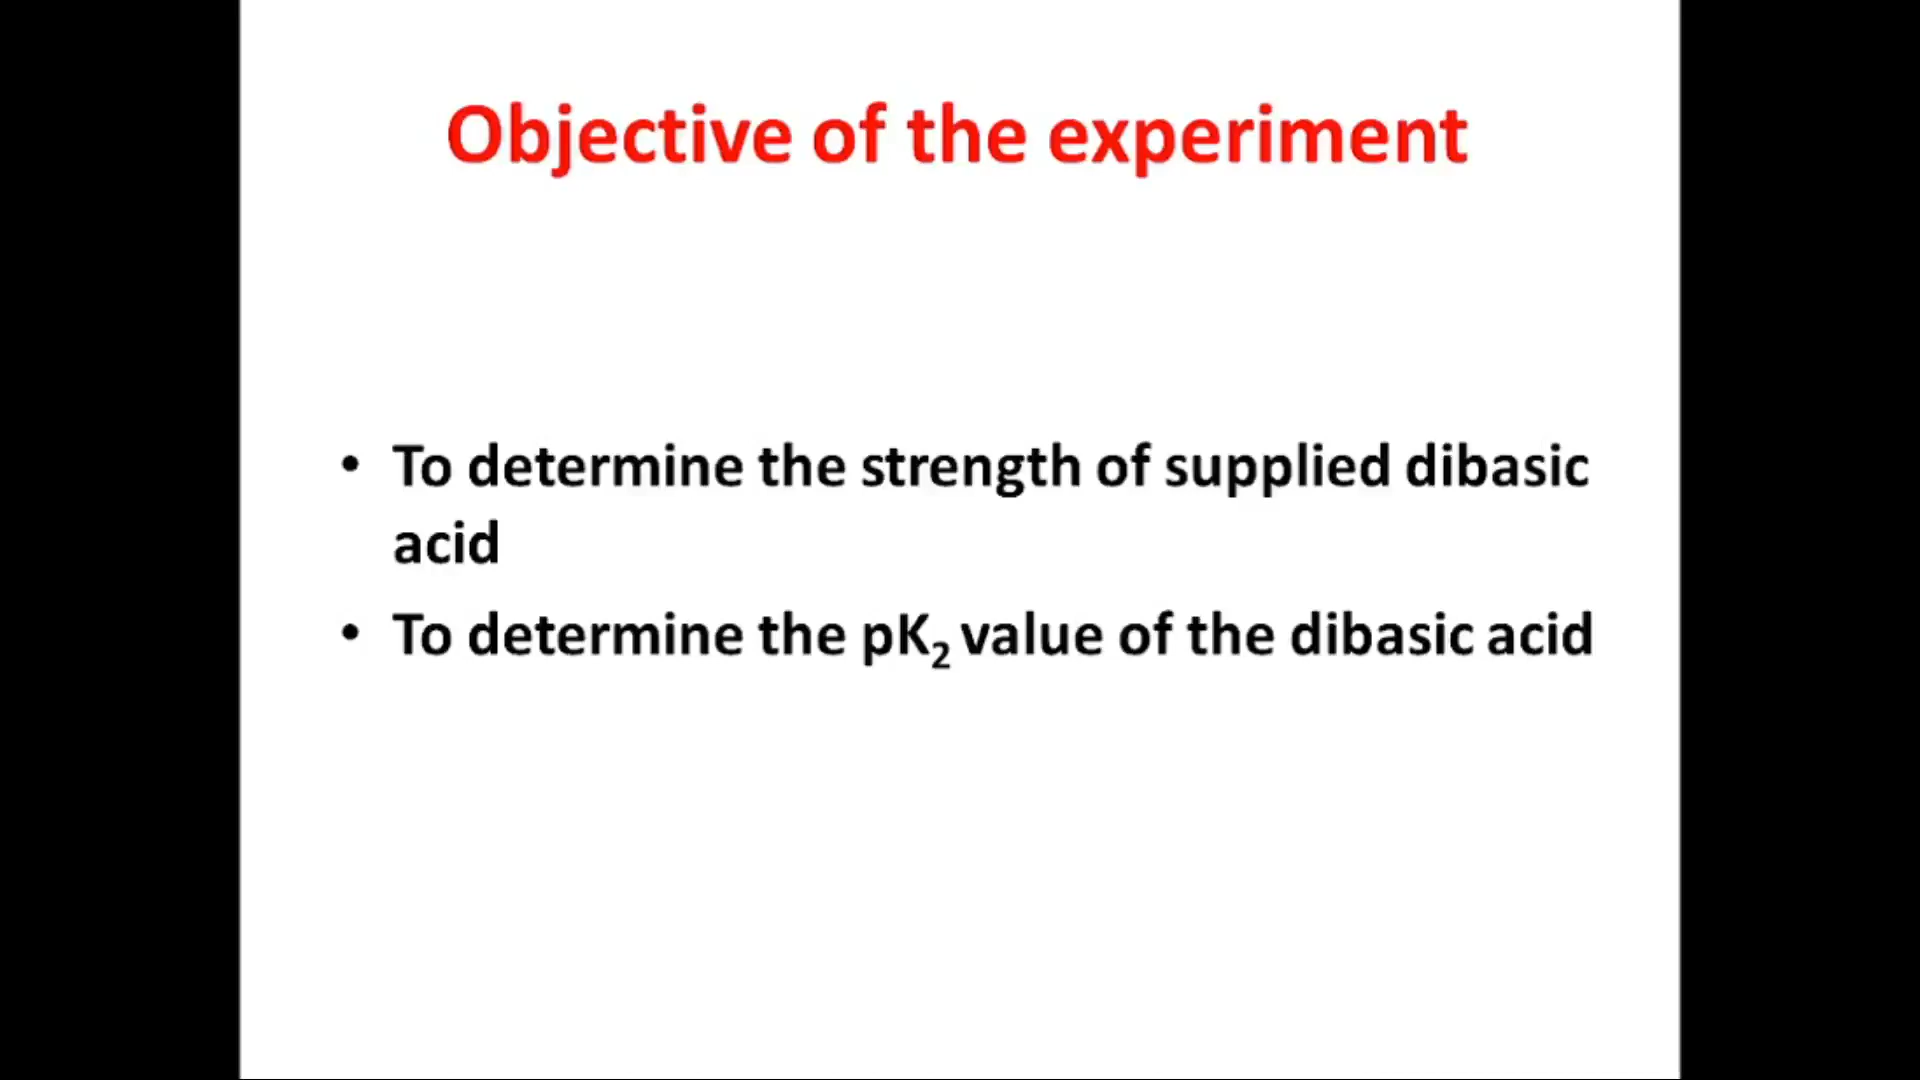 Objective of the experiment
• To determine the strength of supplied dibasic
acid
• To determine the pK₂ value of the dibasic acid